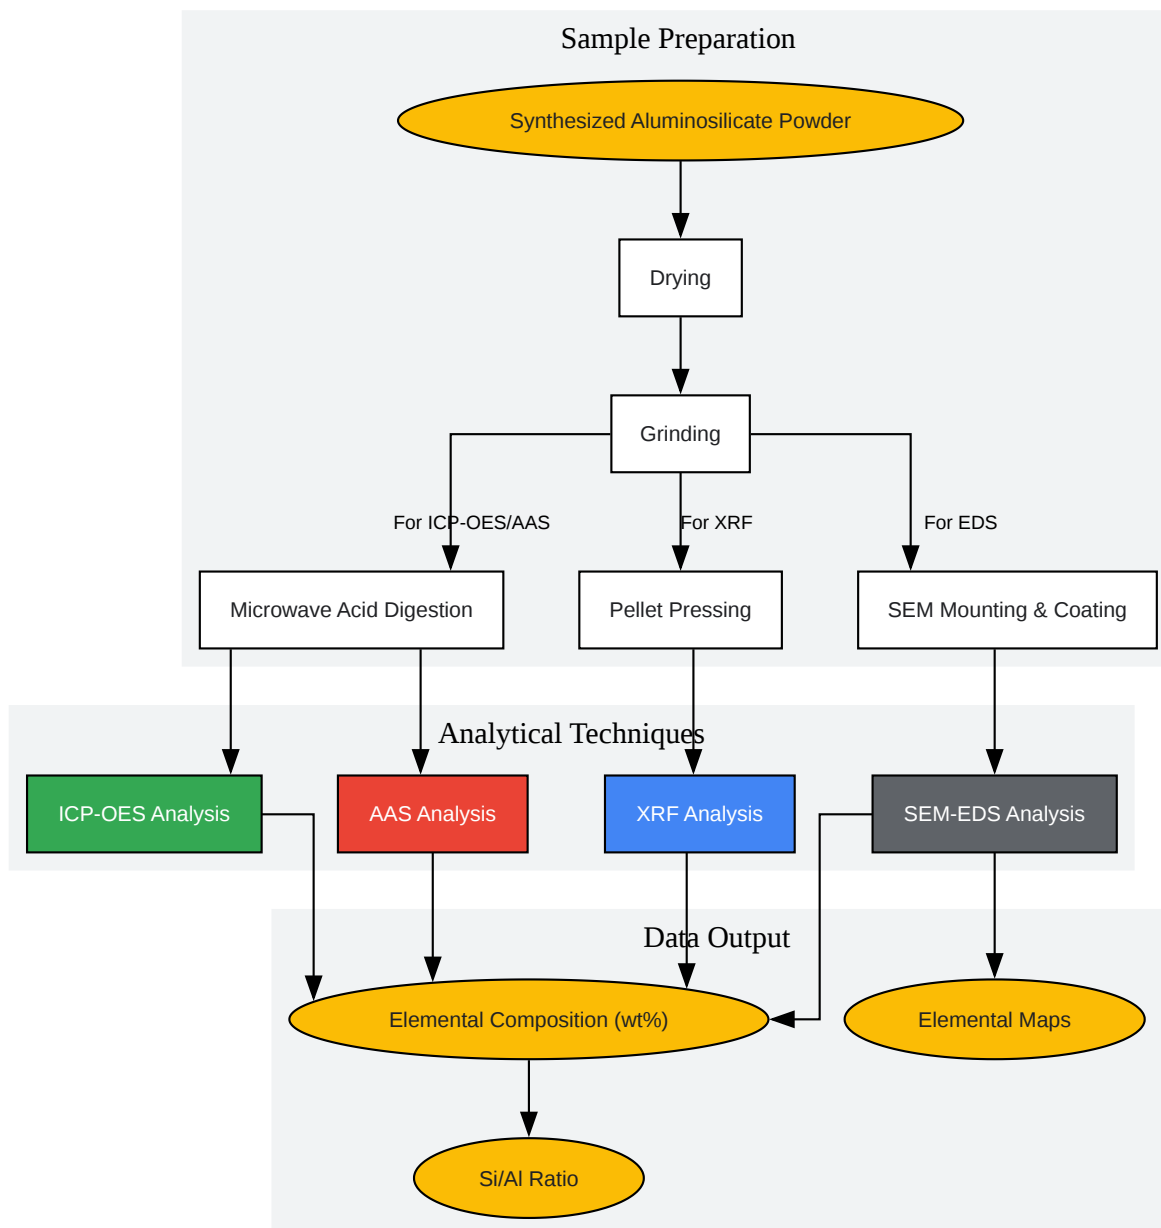 Sample Preparation
Synthesized Aluminosilicate Powder
Drying
Grinding
For ICP-OES/AAS
For XRF
For EDS
Microwave Acid Digestion
Pellet Pressing
SEM Mounting & Coating
Analytical Techniques
ICP-OES Analysis
AAS Analysis
XRF Analysis
SEM-EDS Analysis
Data Output
Elemental Composition (wt%)
Elemental Maps
Si/Al Ratio